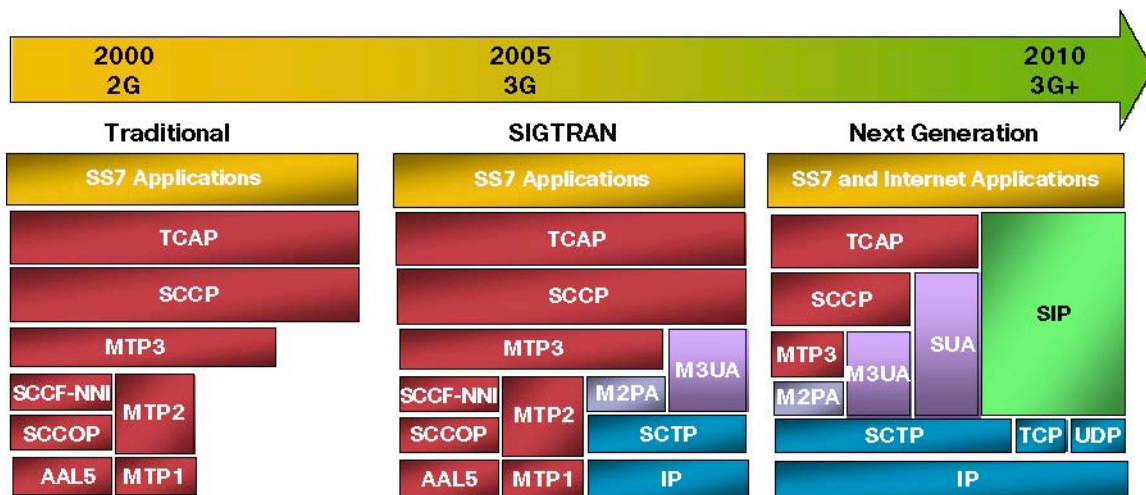 2000
2G
2005
3G
2010
3G+
Traditional
SS7 Applications
TCAP
SCCP
MTP3
SCCF-NNI
MTP2
SCCOP
AAL5
MTP1
SIGTRAN
SS7 Applications
TCAP
SCCP
MTP3
M3UA
SCCF-NNI
MTP2
M2PA
SCCOP
SCTP
AAL5
MTP1
IP
Next Generation
SS7 and Internet Applications
TCAP
SIP
SCCP
SUA
MTP3
M3UA
M2PA
SCTP
TCP
UDP
IP